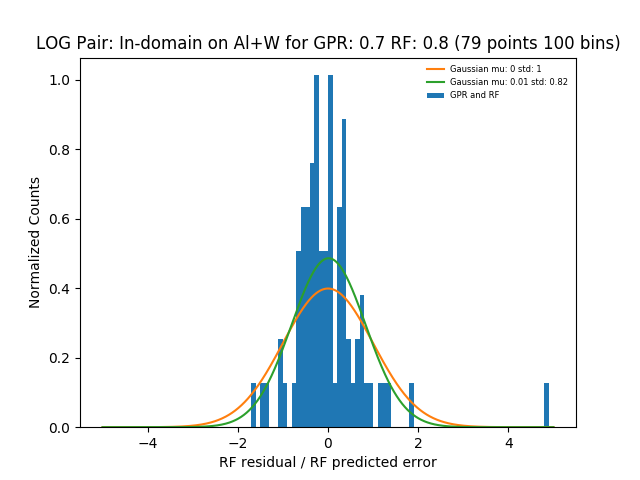 LOG Pair: In-domain on Al+W for GPR: 0.7 RF: 0.8 (79 points 100 bins)
Gaussian mu: 0 std: 1
Gaussian mu: 0.01 std: 0.82
GPR and RF
Normalized Counts
1.0
0.8
0.6
0.4
0.2
0.0
−4
−2
0
2
4
RF residual / RF predicted error